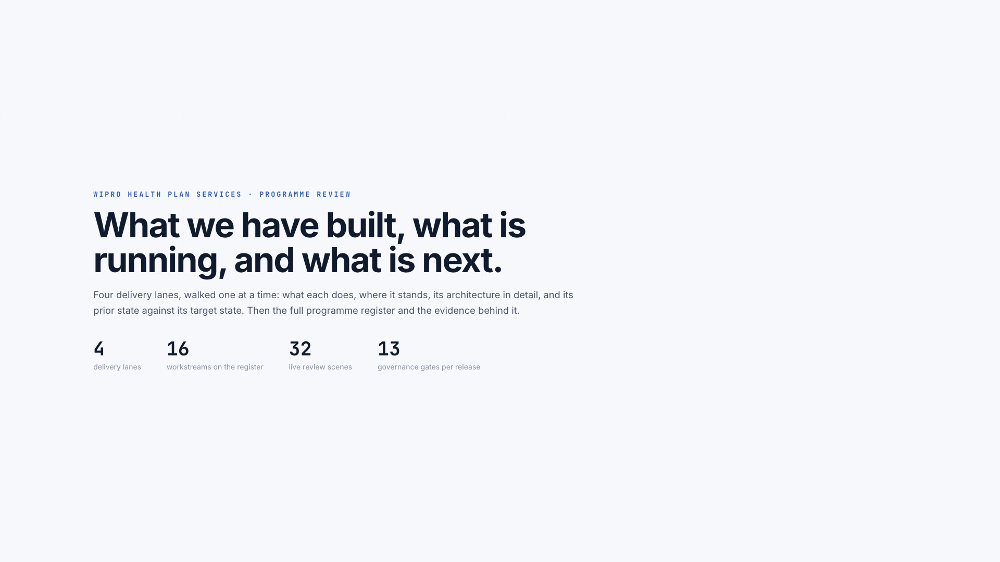 WIPRO HEALTH PLAN SERVICES · PROGRAMME REVIEW
What we have built, what is
running, and what is next.
Four delivery lanes, walked one at a time: what each does, where it stands, its architecture in detail, and its
prior state against its target state. Then the full programme register and the evidence behind it.
4 16 32 13
delivery lanes workstreams on the register live review scenes governance gates per release